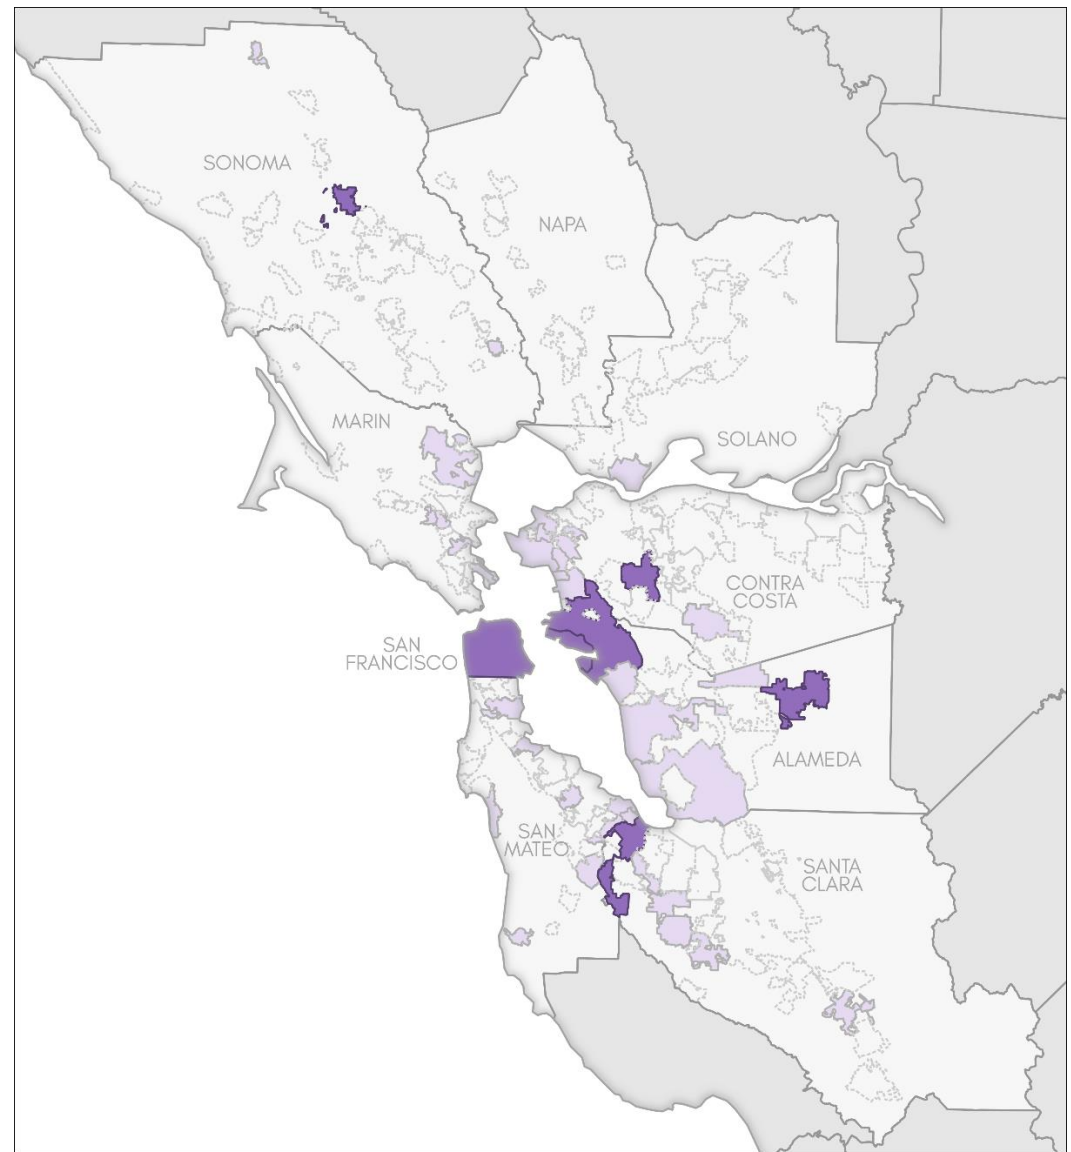 SONOMA
NAPA
MARIN
SOLANO
CONTRA
COSTA
SAN
FRANCISCO
ALAMEDA
SAN
MATEO
SANTA
CLARA